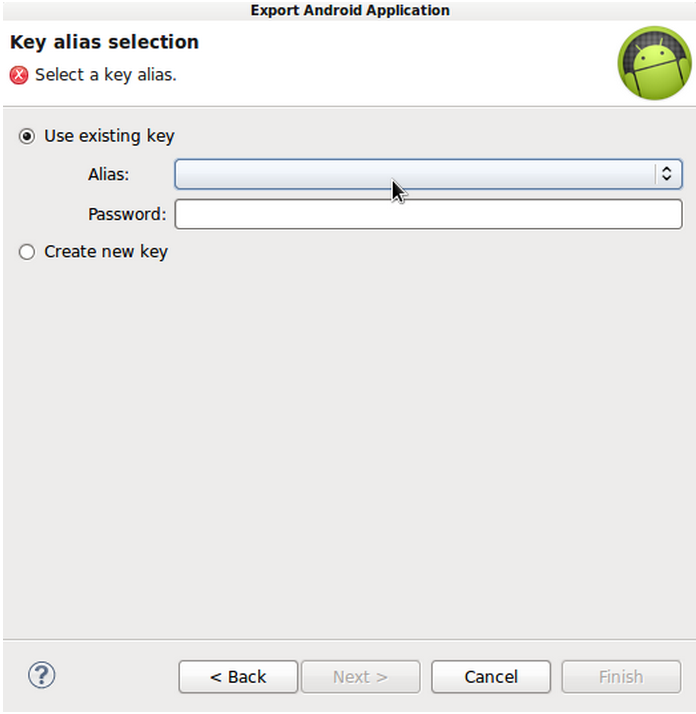 Export Android Application
Key alias selection
Select a key alias.
Use existing key
Alias:
Password:
Create new key
?
< Back Next > Cancel Finish